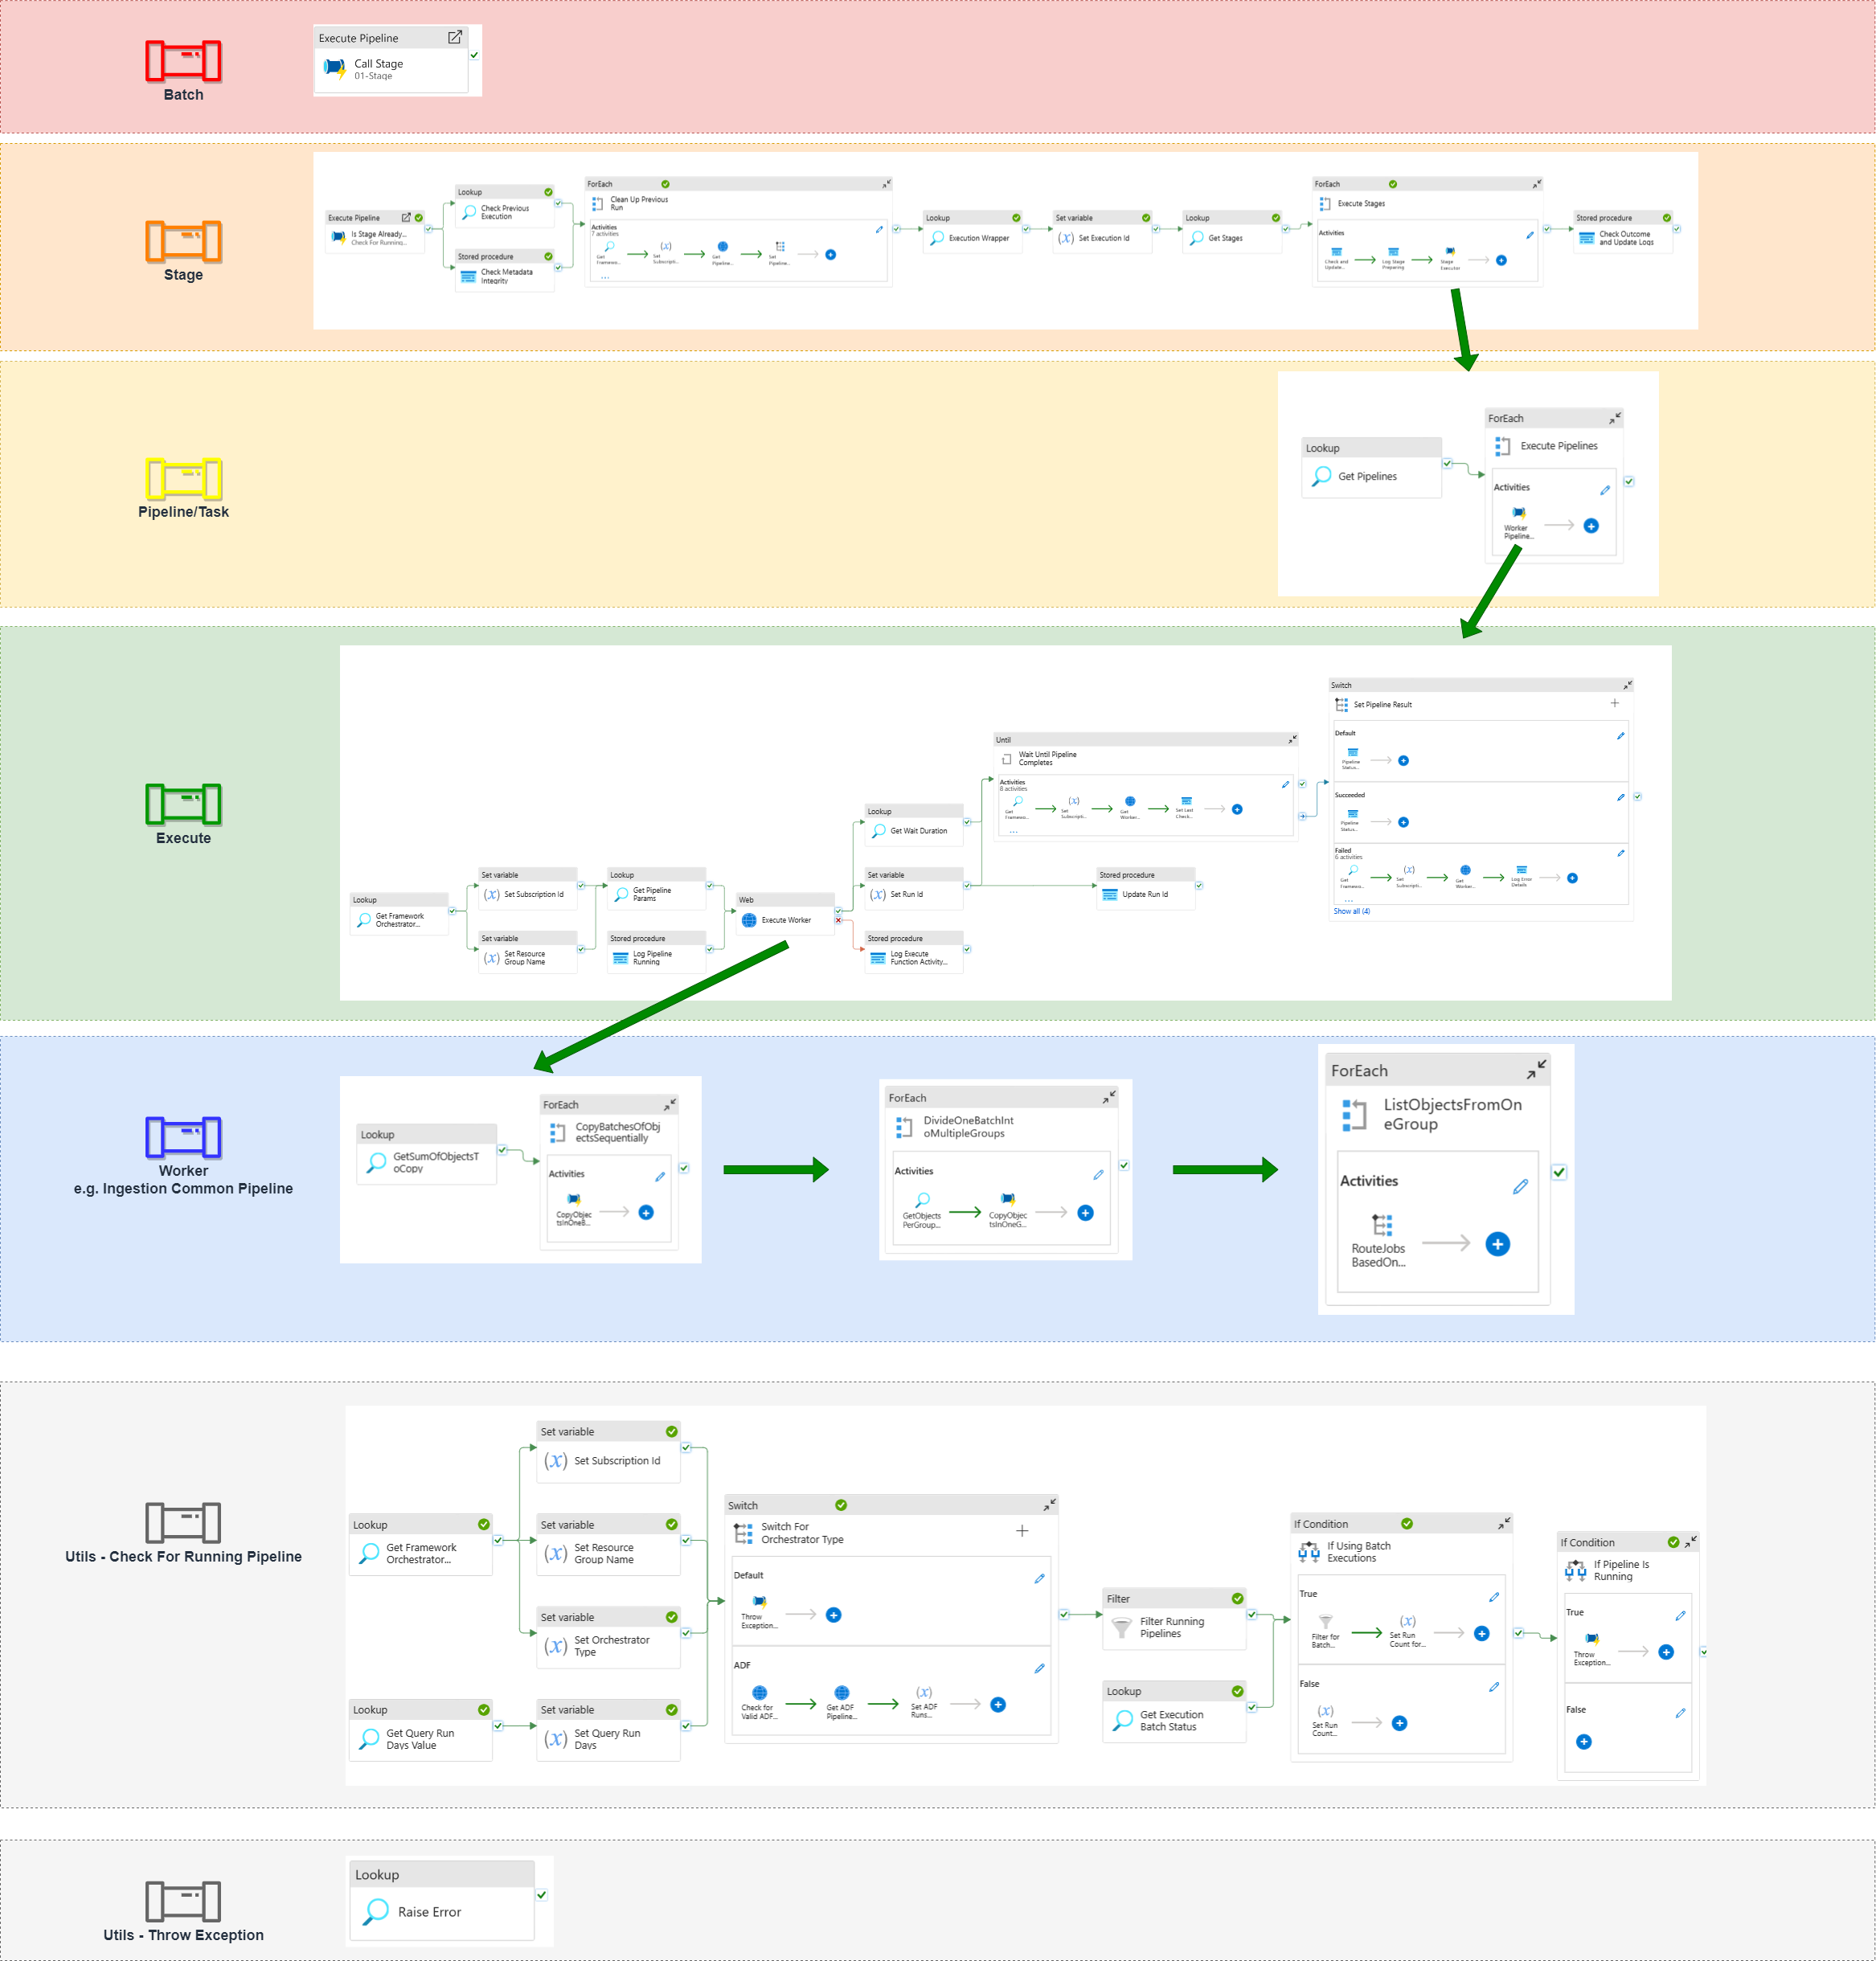 Batch
Execute Pipeline
Call Stage
01-Stage
Stage
Execute Pipeline
Is Stage Already...
Check For Running...
Lookup
Check Previous
Execution
Stored procedure
Check Metadata
Integrity
ForEach
Clean Up Previous
Run
Activities
7 activities
Get
Framewo...
Set
Subscripti...
Get
Pipeline...
Set
Pipeline...
...
Lookup
Execution Wrapper
Set variable
(x) Set Execution Id
Lookup
Get Stages
ForEach
Execute Stages
Activities
Check and
Update...
Log Stage
Preparing
Stage
Executor
Stored procedure
Check Outcome
and Update Logs
Pipeline/Task
Lookup
Get Pipelines
ForEach
Execute Pipelines
Activities
Worker
Pipeline...
Execute
Lookup
Get Framework
Orchestrator...
Set variable
(x) Set Subscription Id
Set variable
(x) Set Resource
Group Name
Lookup
Get Pipeline
Params
Stored procedure
Log Pipeline
Running
Web
Execute Worker
Lookup
Get Wait Duration
Set variable
(x) Set Run Id
Stored procedure
Log Execute
Function Activity...
Until
Wait Until Pipeline
Completes
Activities
6 activities
Get
Framewo...
Set
Subscripti...
Get
Worker...
Set Last
Check...
...
Stored procedure
Update Run Id
Switch
Set Pipeline Result
Default
Pipeline
Status...
Succeeded
Pipeline
Status...
Failed
6 activities
Get
Framewo...
Set
Subscripti...
Get
Worker...
Log Error
Details
...
Show all (4)
Worker
e.g. Ingestion Common Pipeline
Lookup
GetSumOfObjectsT
oCopy
ForEach
CopyBatchesOfObj
ectsSequentially
Activities
CopyObjec
tsInOneB...
ForEach
DivideOneBatchInt
oMultipleGroups
Activities
GetObjects
PerGroup...
CopyObjec
tsInOneG...
ForEach
ListObjectsFromOn
eGroup
Activities
RouteJobs
BasedOn...
Utils - Check For Running Pipeline
Lookup
Get Framework
Orchestrator...
Lookup
Get Query Run
Days Value
Set variable
(x) Set Subscription Id
Set variable
(x) Set Resource
Group Name
Set variable
(x) Set Orchestrator
Type
Set variable
(x) Set Query Run
Days
Switch
Switch For
Orchestrator Type
Default
Throw
Exception...
ADF
Check for
Valid ADF...
Get ADF
Pipeline...
(x)
Set ADF
Runs...
Filter
Filter Running
Pipelines
Lookup
Get Execution
Batch Status
If Condition
If Using Batch
Executions
True
Filter for
Batch...
(x)
Set Run
Count for...
False
(x)
Set Run
Count...
If Condition
If Pipeline Is
Running
True
Throw
Exception...
False
Utils - Throw Exception
Lookup
Raise Error